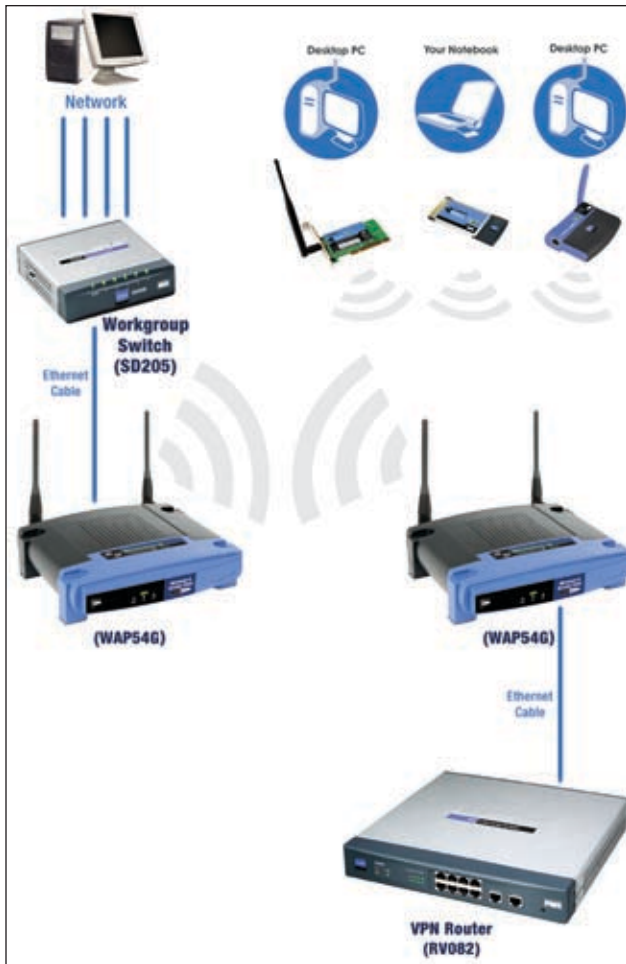 Desktop PC
Your Notebook
Desktop PC
Network
Workgroup
Switch
(SD205)
Ethernet
Cable
(WAP54G)
(WAP54G)
Ethernet
Cable
VPN Router
(RV082)